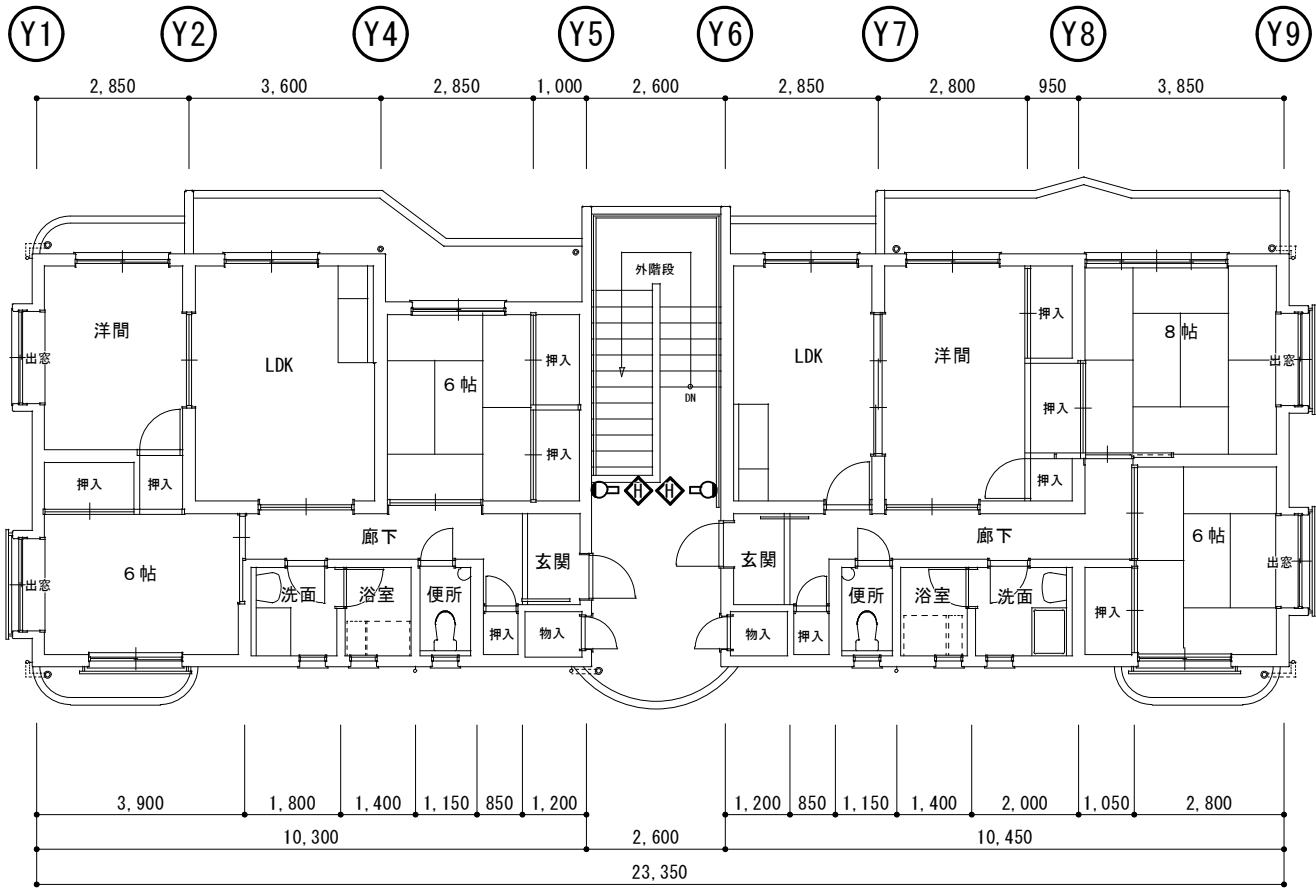 Y1 Y2 Y4 Y5 Y6 Y7 Y8 Y9
2,850 3,600 2,850 1,000 2,600 2,850 2,800 950 3,850
外階段
洋間
LDK
6帖
押入
出窓
DN
LDK
洋間
押入
8帖
出窓
押入
押入
押入
押入
H H
押入
廊下
玄関
6帖
出窓
洗面
浴室
便所
押入
物入
玄関
廊下
6帖
出窓
物入
押入
便所
浴室
洗面
押入
3,900 1,800 1,400 1,150 850 1,200 1,200 850 1,150 1,400 2,000 1,050 2,800
10,300 2,600 10,450
23,350